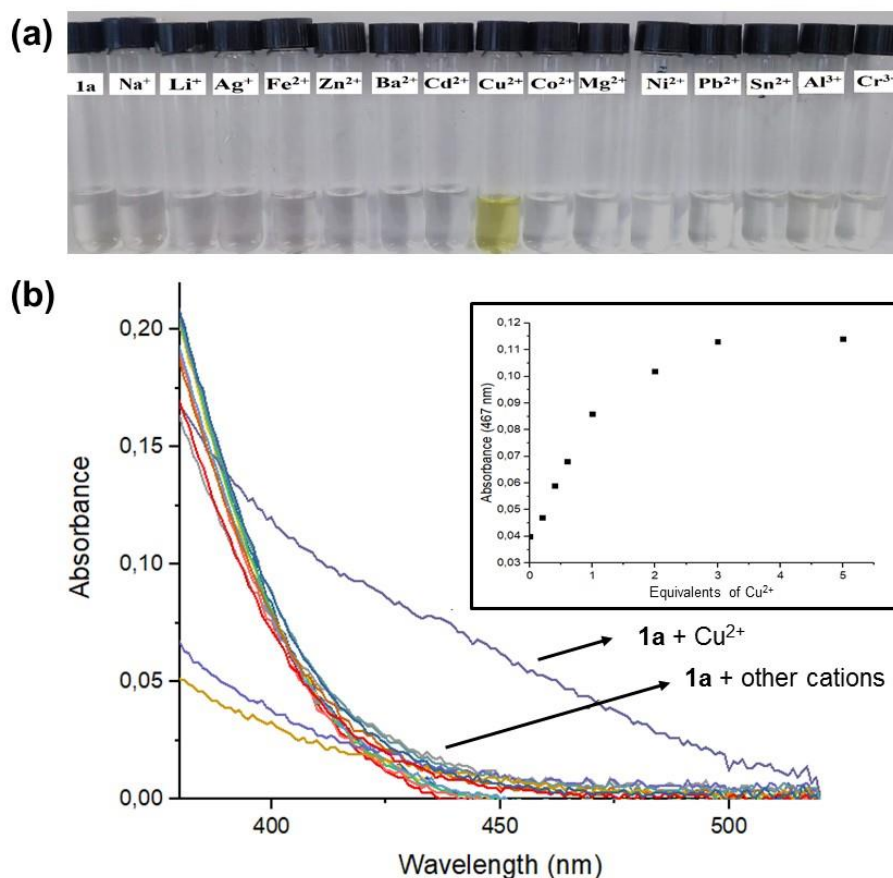 (a)
1a Na⁺ Li⁺ Ag⁺ Fe²⁺ Zn²⁺ Ba²⁺ Cd²⁺ Cu²⁺ Co²⁺ Mg²⁺ Ni²⁺ Pb²⁺ Sn²⁺ Al³⁺ Cr³⁺
(b)
0,20
0,15
0,10
0,05
0,00
Absorbance
400 450 500
Wavelength (nm)
0,12
0,11
0,10
0,09
0,08
0,07
0,06
0,05
0,04
0,03
Absorbance (467 nm)
0 1 2 3 4 5
Equivalents of Cu²⁺
1a + Cu²⁺
1a + other cations